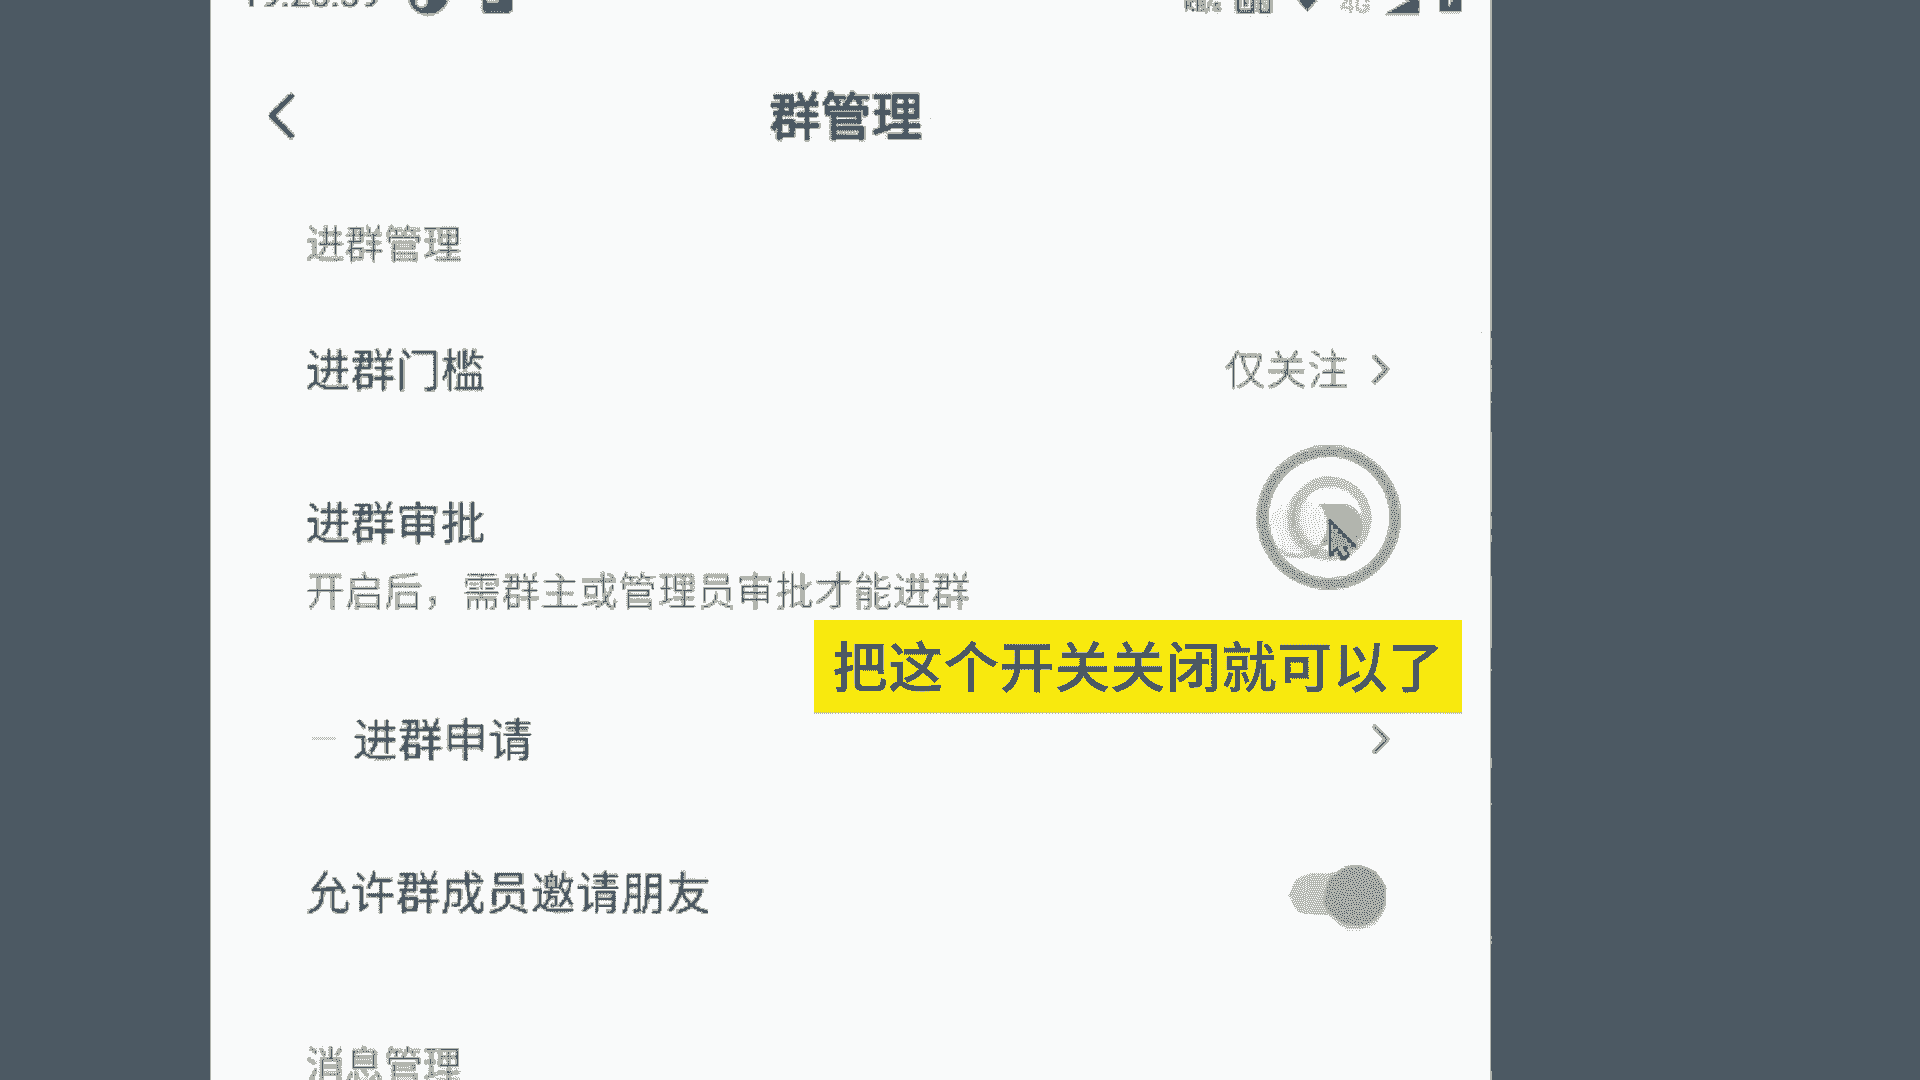 群管理
进群管理
进群门槛
仅关注
进群审批
开启后，需群主或管理员审批才能进群
把这个开关关闭就可以了
进群申请
允许群成员邀请朋友
消息管理